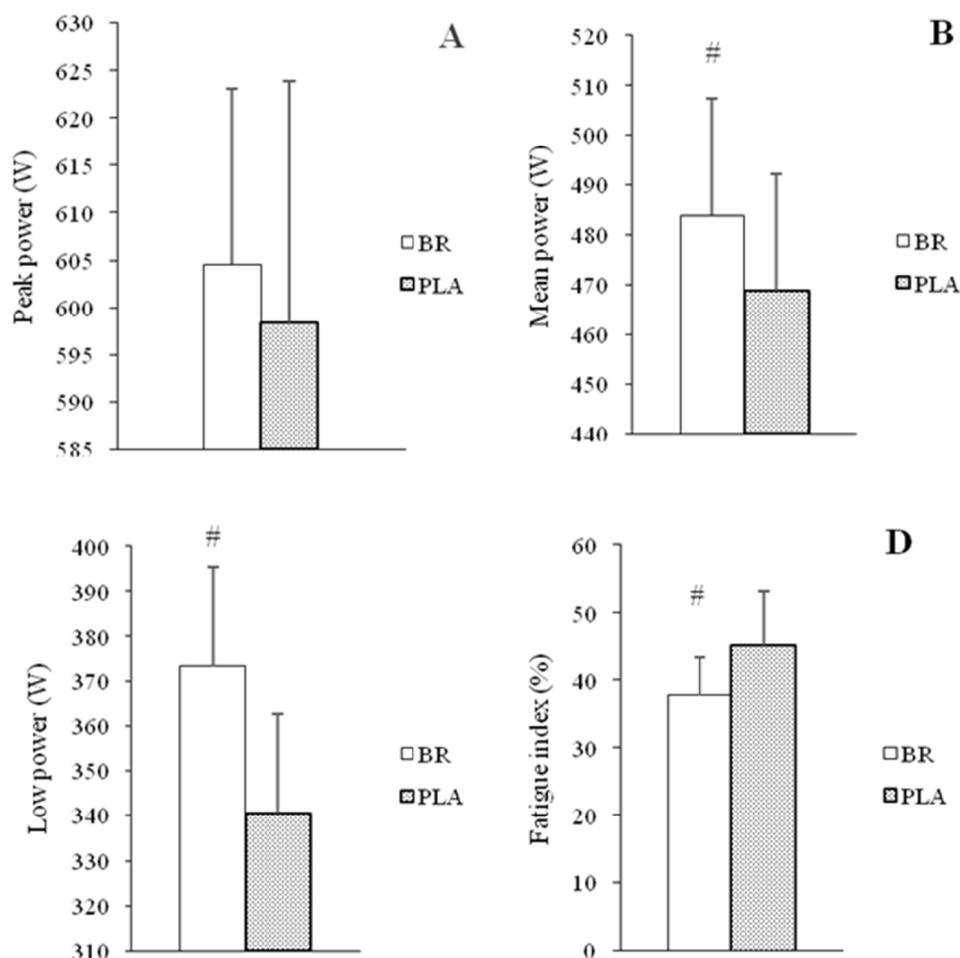 A
Peak power (W)
630
625
620
615
610
605
600
595
590
585
BR
PLA
B
#
Mean power (W)
520
510
500
490
480
470
460
450
440
BR
PLA
#
Low power (W)
400
390
380
370
360
350
340
330
320
310
BR
PLA
D
#
Fatigue index (%)
60
50
40
30
20
10
0
BR
PLA